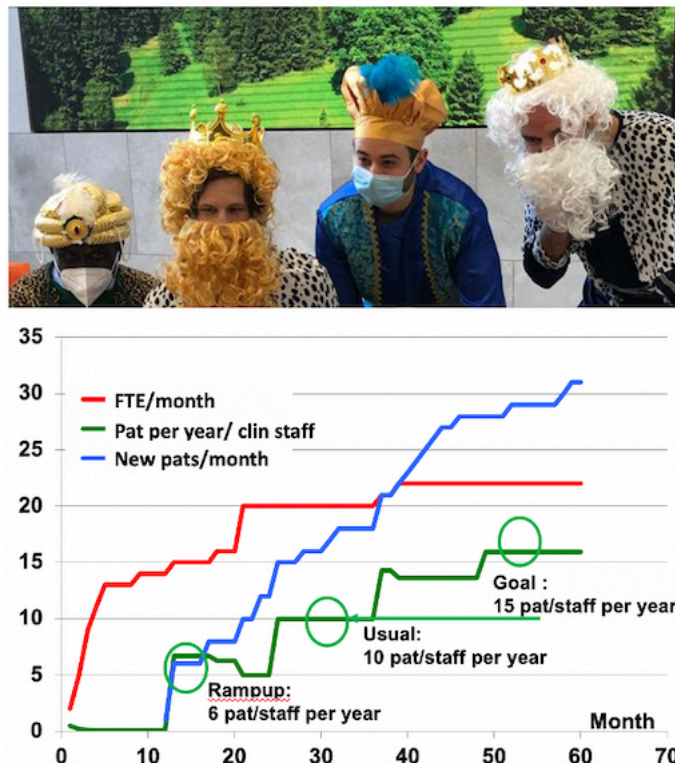 35
30
25
20
15
10
5
0
FTE/month
Pat per year/ clin staff
New pats/month
Goal :
15 pat/staff per year
Usual:
10 pat/staff per year
Rampup:
6 pat/staff per year
Month
0 10 20 30 40 50 60 70